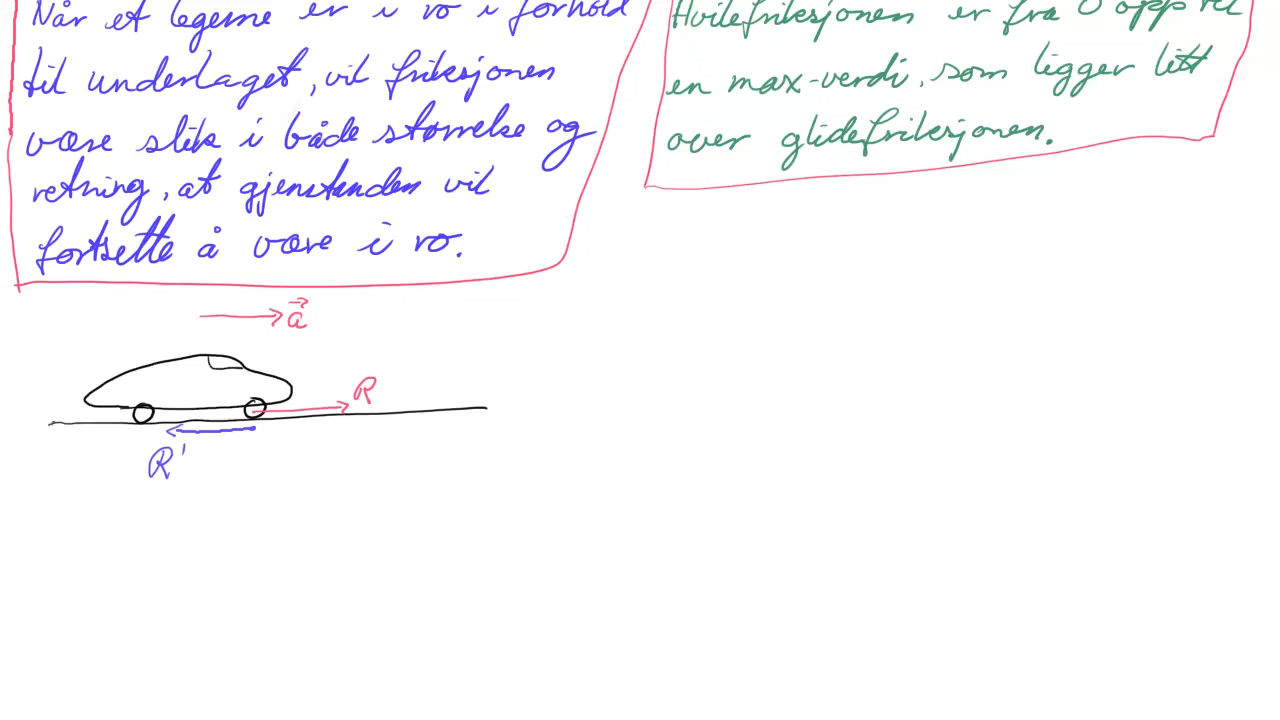 Når et legeme er i ro i forhold
til underlaget, vil friksjonen
være slik i både størrelse og
retning, at gjenstanden vil
fortsette å være i ro.
Hvilefriksjonen er fra 0 opp til
en max-verdi, som ligger litt
over glidefriksjonen.
a
R
R'